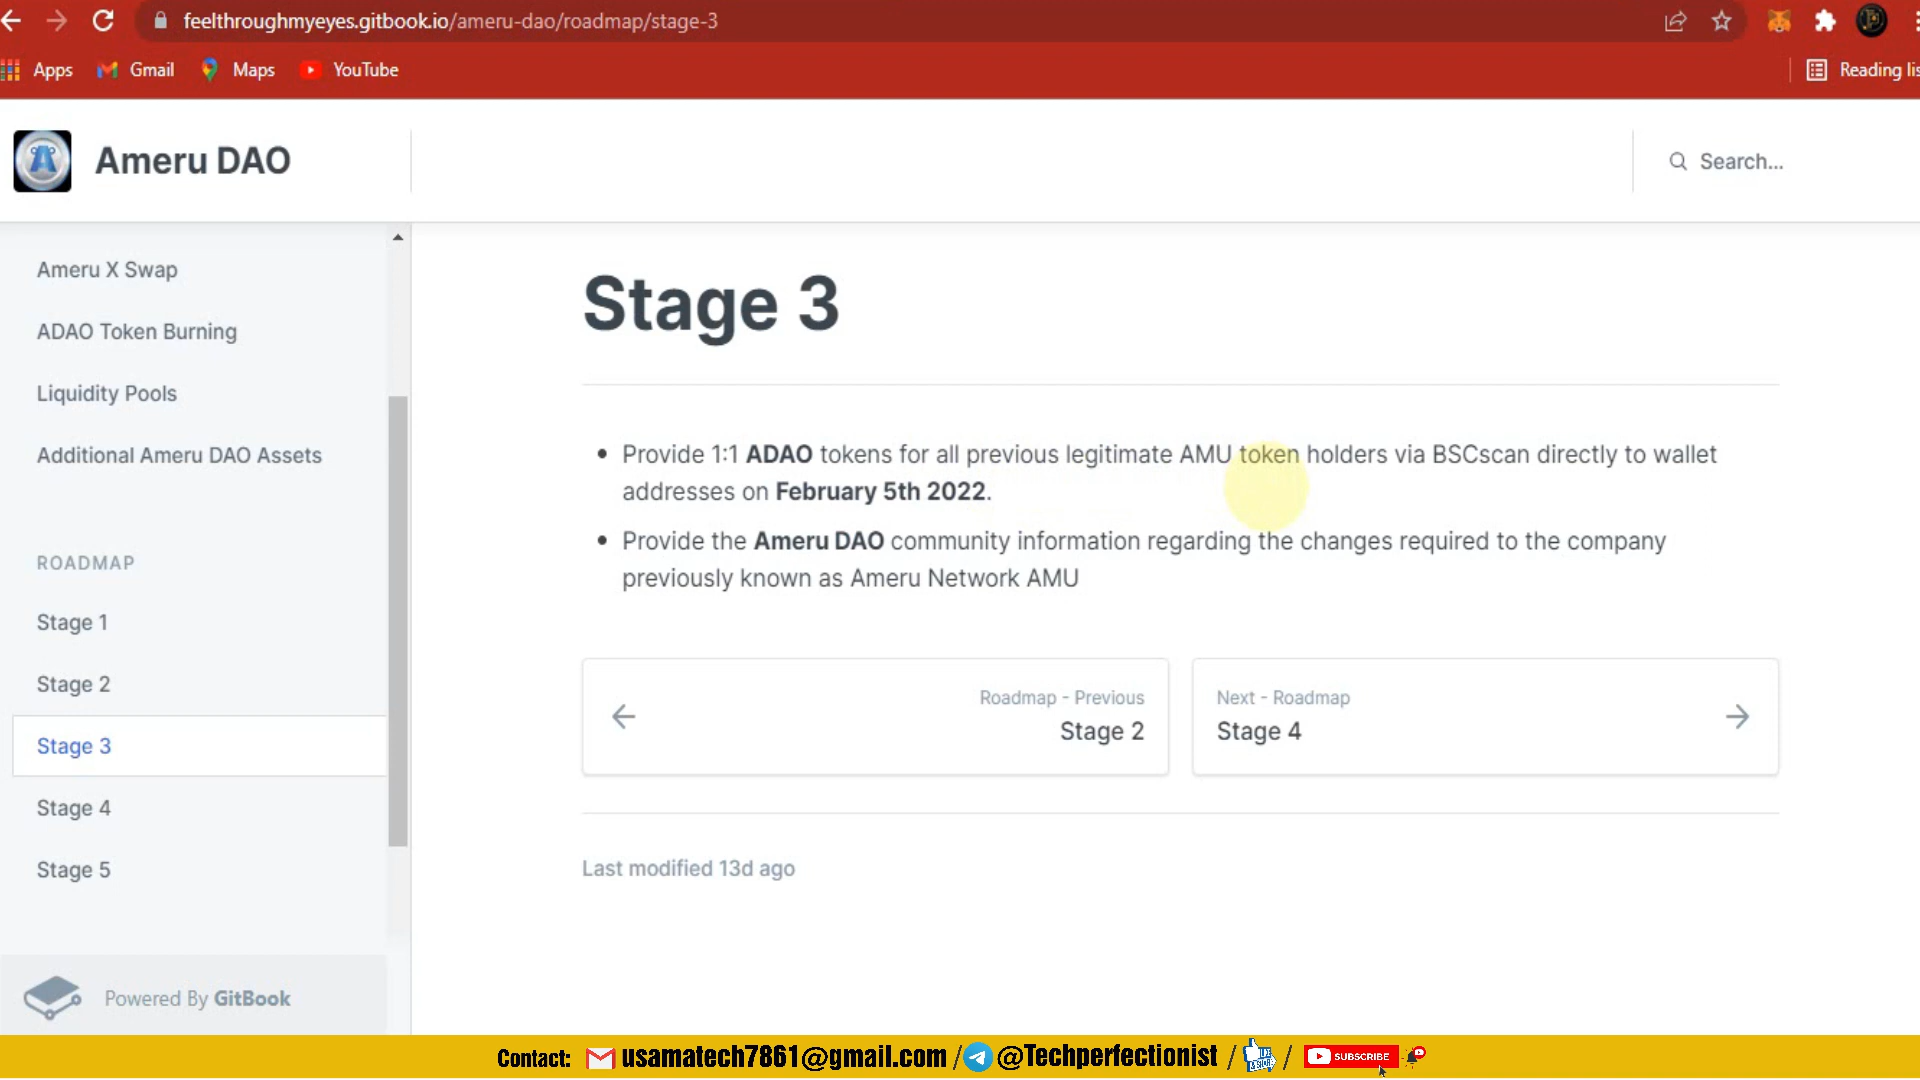 feelthroughmyeyes.gitbook.io/ameru-dao/roadmap/stage-3
Apps
Gmail
Maps
YouTube
Reading lis
Ameru DAO
Search...
Ameru X Swap
ADAO Token Burning
Liquidity Pools
Additional Ameru DAO Assets
ROADMAP
Stage 1
Stage 2
Stage 3
Stage 4
Stage 5
Powered By GitBook
Stage 3
Provide 1:1 ADAO tokens for all previous legitimate AMU token holders via BSCscan directly to wallet
addresses on February 5th 2022.
Provide the Ameru DAO community information regarding the changes required to the company
previously known as Ameru Network AMU
Roadmap - Previous
Stage 2
Next - Roadmap
Stage 4
Last modified 13d ago
Contact: usamatech7861@gmail.com / @Techperfectionist / / SUBSCRIBE